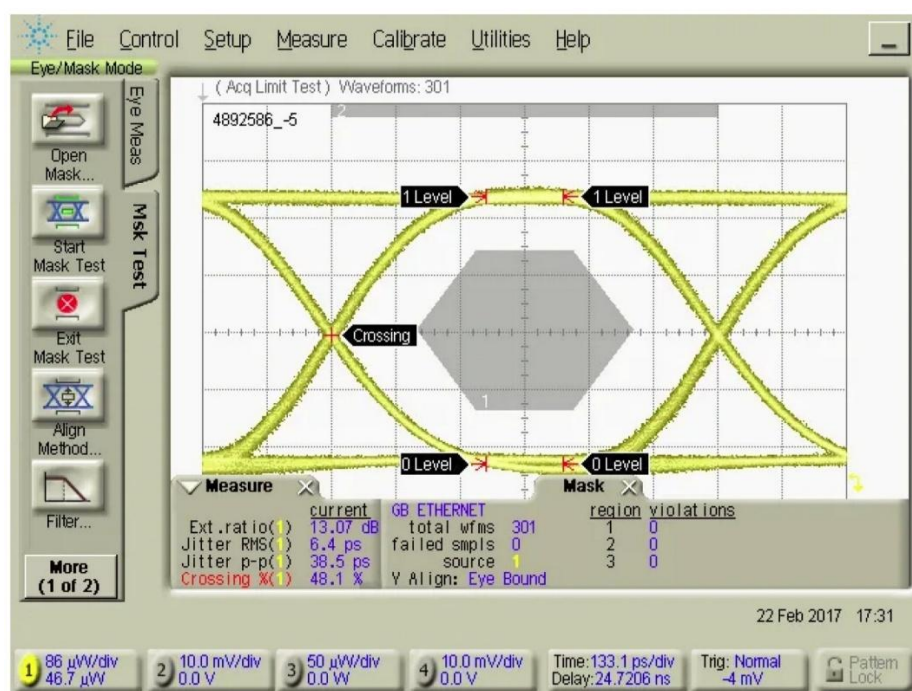 File Control Setup Measure Calibrate Utilities Help
Eye/Mask Mode
( Acq Limit Test ) Waveforms: 301
4892586_-5
2
Eye Meas
Msk Test
Open
Mask...
Start
Mask Test
Exit
Mask Test
Align
Method...
Filter...
More
(1 of 2)
1 Level
1 Level
Crossing
1
0 Level
0 Level
Measure
current
Ext.ratio(1) 13.07 dB
Jitter RMS(1) 6.4 ps
Jitter p-p(1) 38.5 ps
Crossing %(1) 48.1 %
Mask
GB ETHERNET region violations
total wfms 301 1 0
failed smpls 0 2 0
source 1 3 0
Y Align: Eye Bound
22 Feb 2017 17:31
1 86 µW/div
46.7 µW
2 10.0 mV/div
0.0 V
3 50 µW/div
0.0 W
4 10.0 mV/div
0.0 V
Time:133.1 ps/div
Delay:24.7206 ns
Trig: Normal
-4 mV
Pattern
Lock